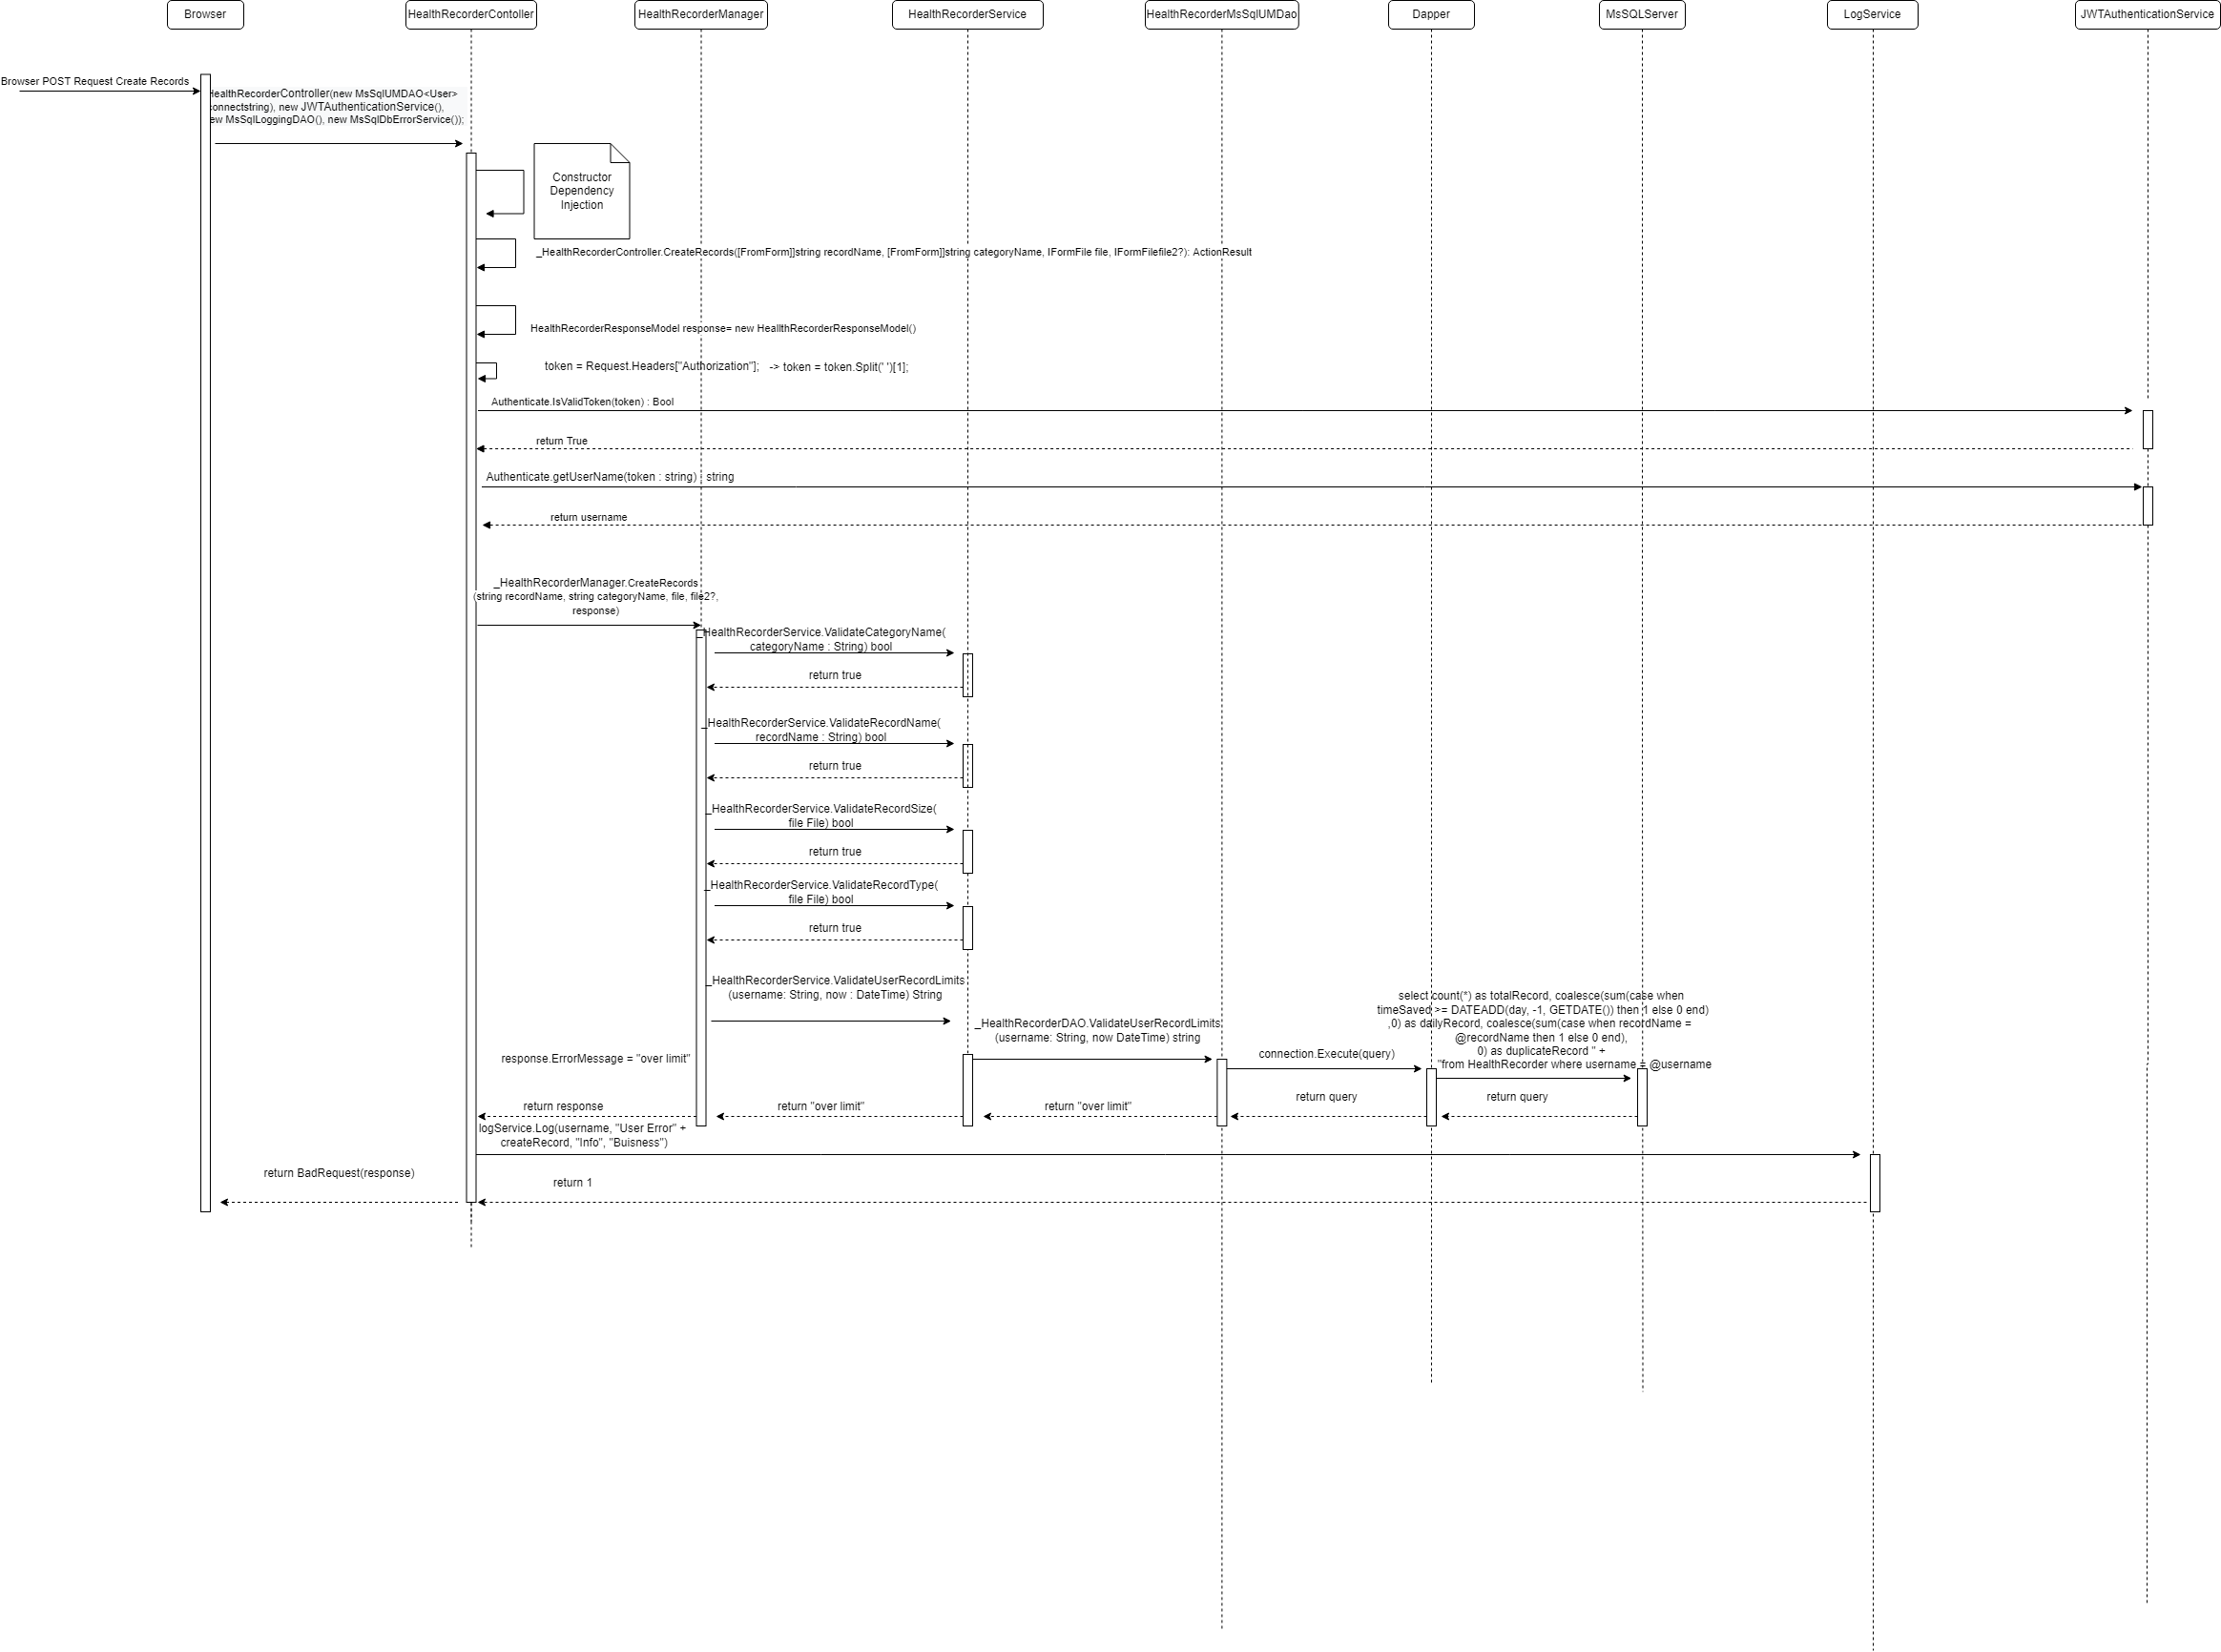 Browser
HealthRecorderContoller
HealthRecorderManager
HealthRecorderService
HealthRecorderMsSqlUMDao
Dapper
MsSQLServer
LogService
JWTAuthenticationService
Browser POST Request Create Records
HealthRecorderController(new MsSqlUMDAO<User>
connectstring), new JWTAuthenticationService(),
ew MsSqlLoggingDAO(), new MsSqlDbErrorService());
Constructor
Dependency
Injection
_HealthRecorderController.CreateRecords([FromForm]]string recordName, [FromForm]]string categoryName, IFormFile file, IFormFilefile2?): ActionResult
HealthRecorderResponseModel response= new HeallthRecorderResponseModel()
token = Request.Headers["Authorization"];   -> token = token.Split(' ')[1];
Authenticate.IsValidToken(token) : Bool
return True
Authenticate.getUserName(token : string) : string
return username
_HealthRecorderManager.CreateRecords
(string recordName, string categoryName, file, file2?,
response)
_HealthRecorderService.ValidateCategoryName(
categoryName : String) bool
return true
_HealthRecorderService.ValidateRecordName(
recordName : String) bool
return true
_HealthRecorderService.ValidateRecordSize(
file File) bool
return true
_HealthRecorderService.ValidateRecordType(
file File) bool
return true
_HealthRecorderService.ValidateUserRecordLimits
(username: String, now : DateTime) String
_HealthRecorderDAO.ValidateUserRecordLimits
(username: String, now DateTime) string
select count(*) as totalRecord, coalesce(sum(case when
timeSaved >= DATEADD(day, -1, GETDATE()) then 1 else 0 end)
,0) as dailyRecord, coalesce(sum(case when recordName =
@recordName then 1 else 0 end),
0) as duplicateRecord " +
"from HealthRecorder where username = @username
connection.Execute(query)
response.ErrorMessage = "over limit"
return query
return query
return "over limit"
return "over limit"
return response
logService.Log(username, "User Error" +
createRecord, "Info", "Buisness")
return BadRequest(response)
return 1